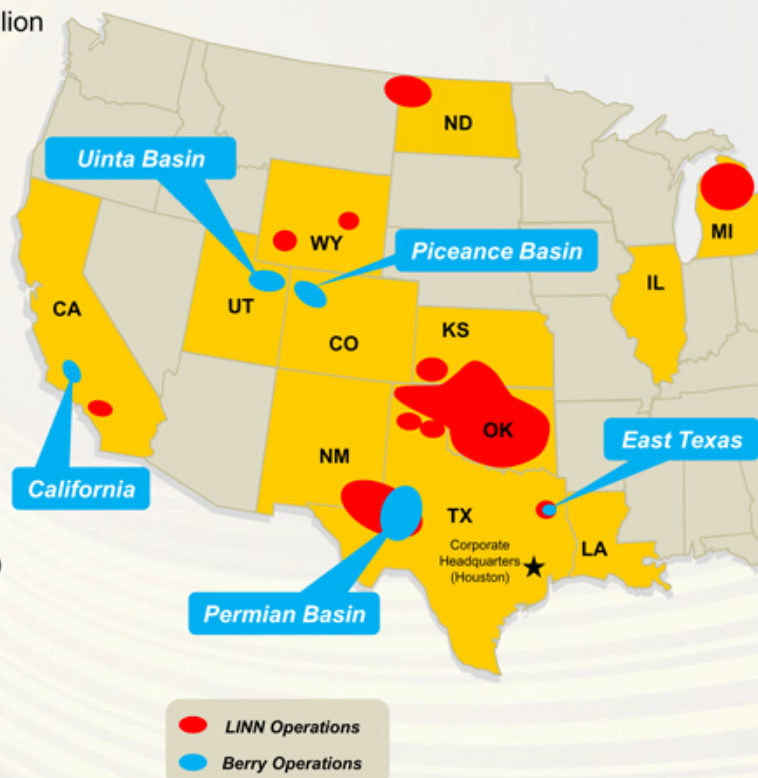 lion
ND
Uinta Basin
MI
WY
Piceance Basin
IL
CA
UT
KS
CO
OK
East Texas
NM
California
TX
Corporate
Headquarters
(Houston)
LA
)
Permian Basin
LINN Operations
Berry Operations